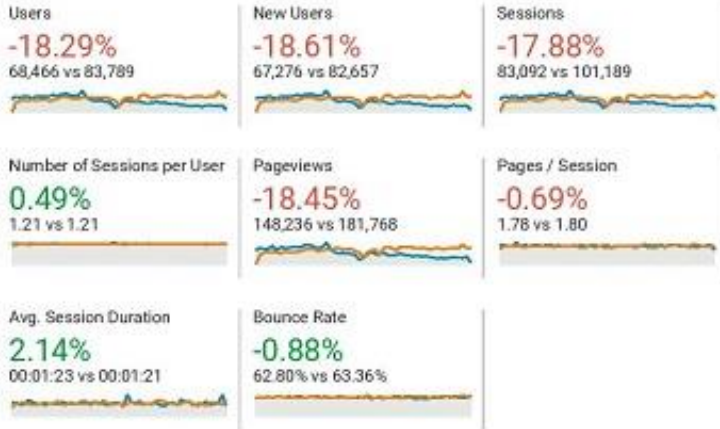 Users
-18.29%
68,466 vs 83,789
New Users
-18.61%
67,276 vs 82,657
Sessions
-17.88%
83,092 vs 101,189
Number of Sessions per User
0.49%
1.21 vs 1.21
Pageviews
-18.45%
148,236 vs 181,768
Pages / Session
-0.69%
1.78 vs 1.80
Avg. Session Duration
2.14%
00:01:23 vs 00:01:21
Bounce Rate
-0.88%
62.80% vs 63.36%